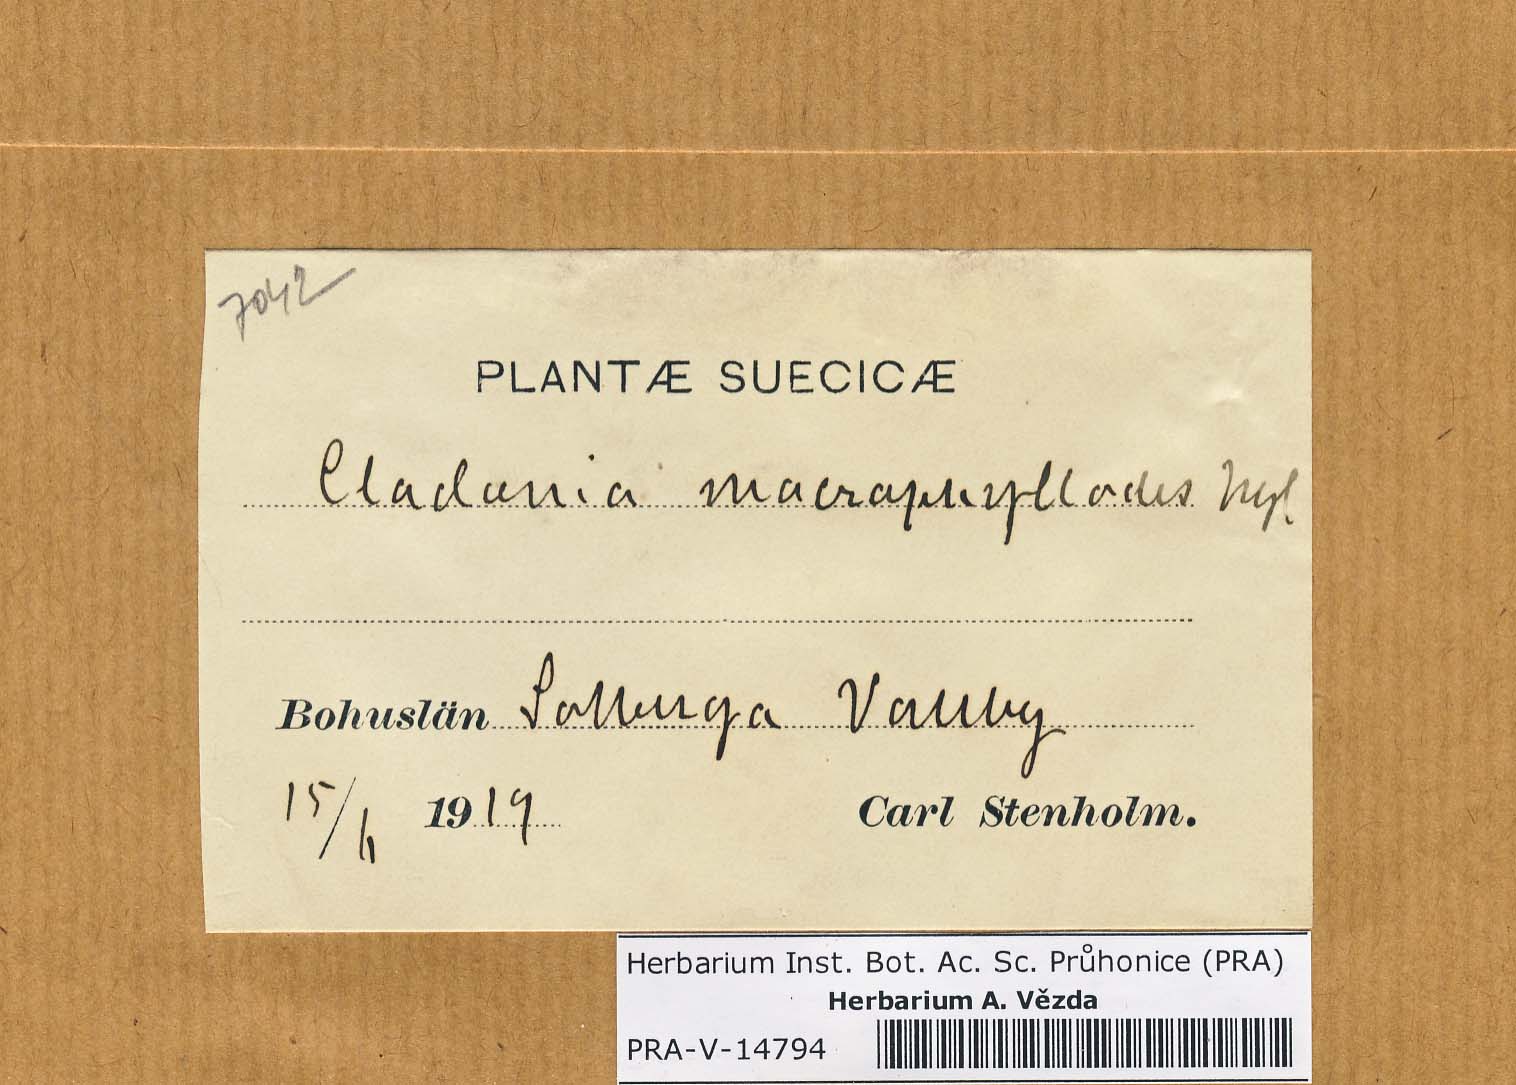 7042
PLANTÆ SUECICÆ
Cladonia macrophyllodes Nyl
Bohuslän Solberga Vallby
15/6 1919 Carl Stenholm.
Herbarium Inst. Bot. Ac. Sc. Průhonice (PRA)
Herbarium A. Vězda
PRA-V-14794